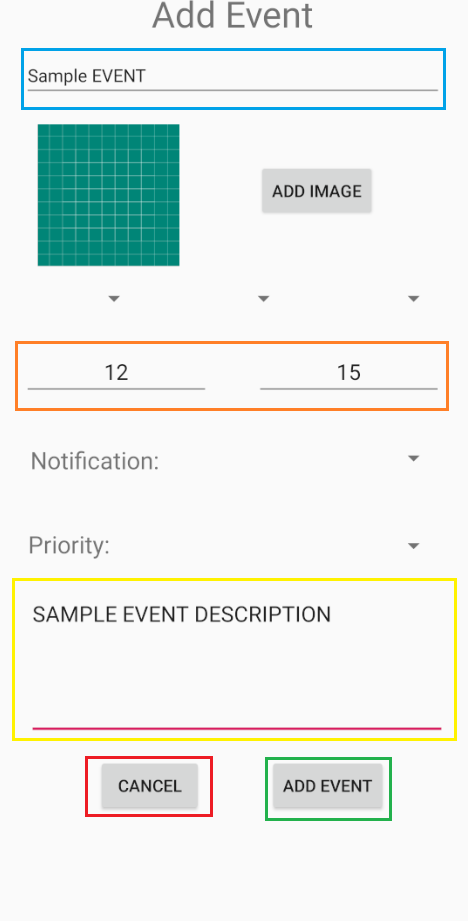 Add Event
Sample EVENT
ADD IMAGE
12 15
Notification:
Priority:
SAMPLE EVENT DESCRIPTION
CANCEL ADD EVENT